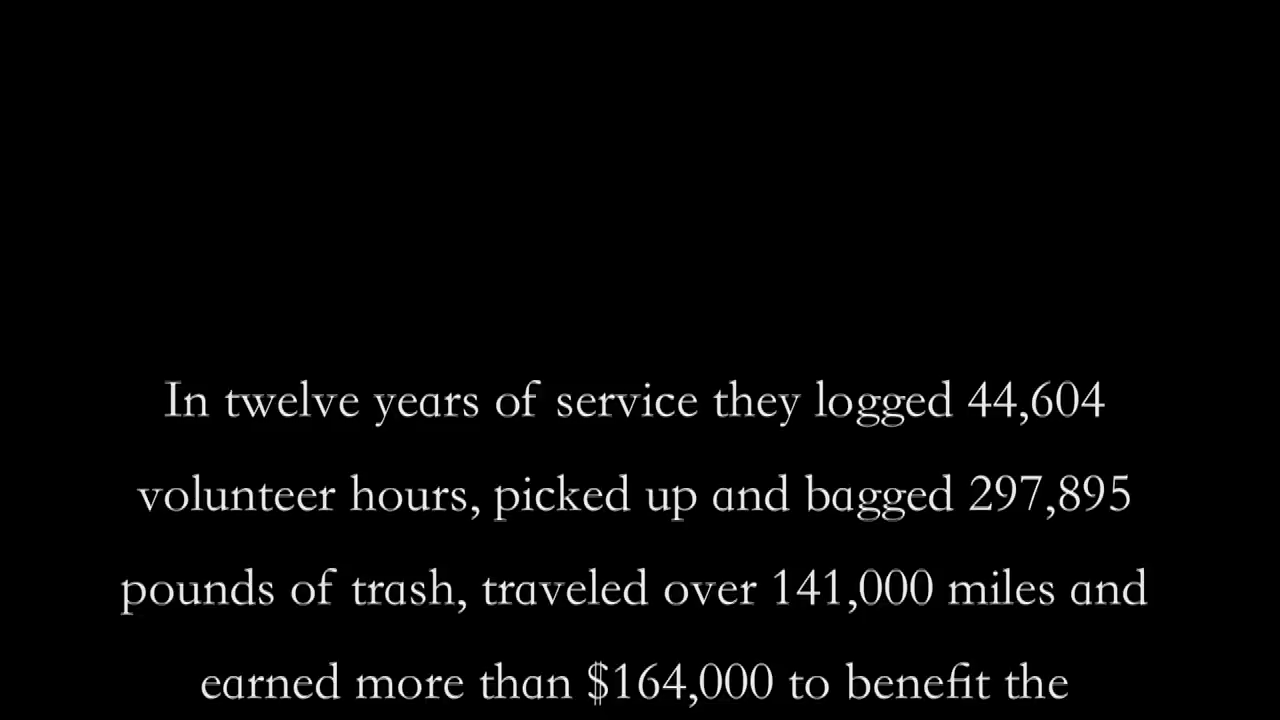 In twelve years of service they logged 44,604
volunteer hours, picked up and bagged 297,895
pounds of trash, traveled over 141,000 miles and
earned more than $164,000 to benefit the